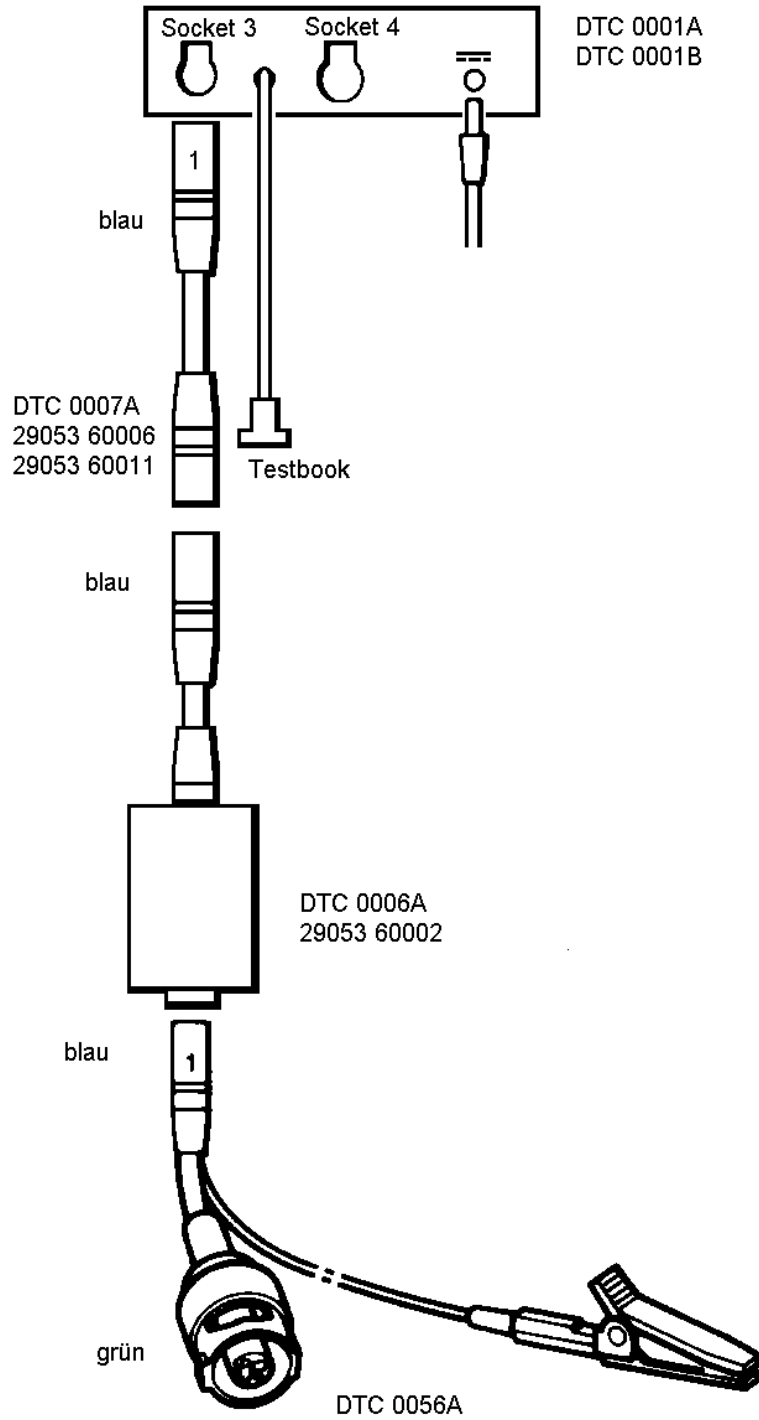 Socket 3
Socket 4
DTC 0001A
DTC 0001B
1
blau
DTC 0007A
29053 60006
29053 60011
Testbook
blau
DTC 0006A
29053 60002
blau
1
grün
DTC 0056A